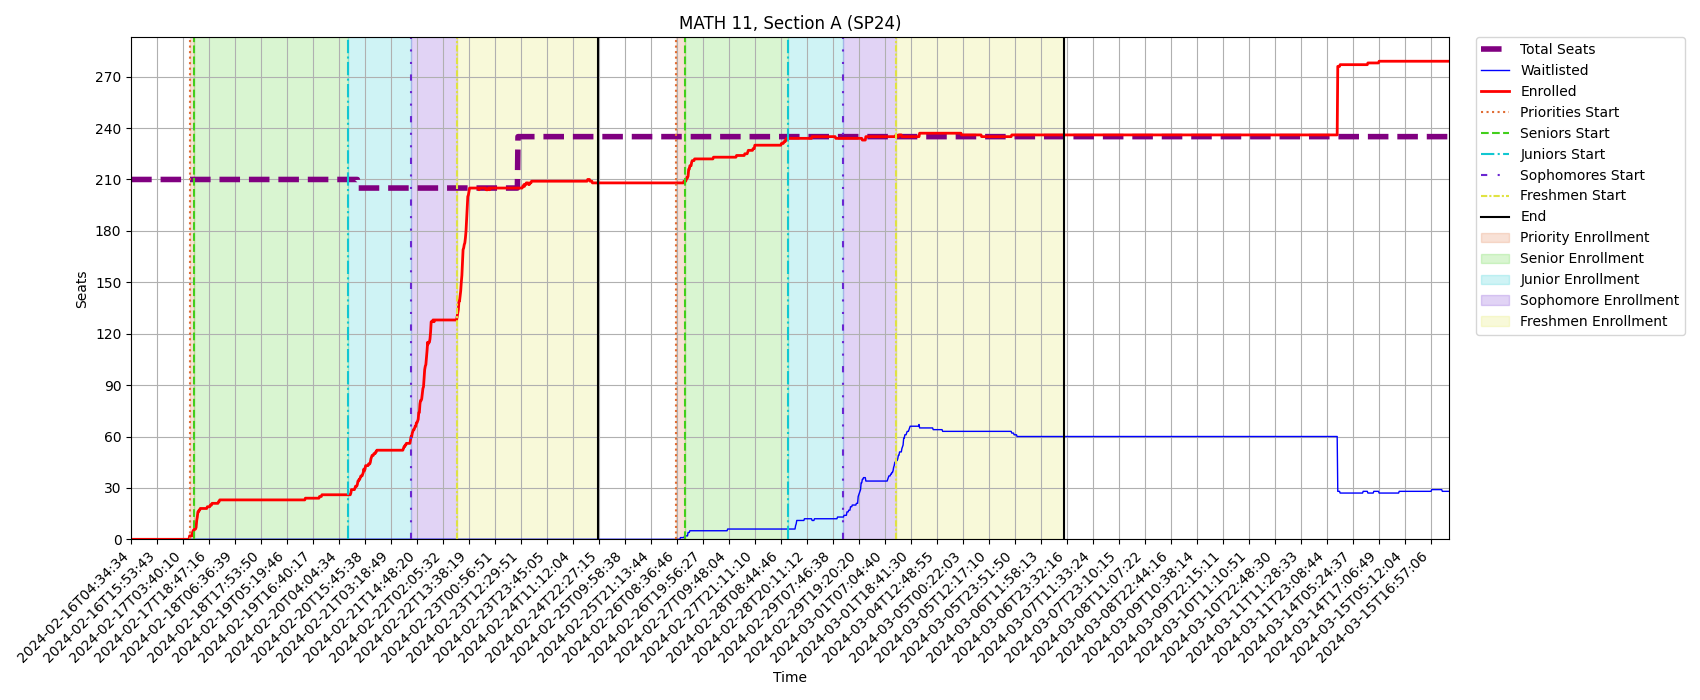 MATH 11, Section A (SP24)
270
240
210
180
150
120
90
60
30
0
Seats
2024-02-16T04:34:34
2024-02-16T15:53:43
2024-02-17T03:40:10
2024-02-17T18:47:16
2024-02-18T06:36:39
2024-02-18T17:53:50
2024-02-19T05:19:46
2024-02-19T16:40:17
2024-02-20T04:04:34
2024-02-20T15:45:38
2024-02-21T03:18:49
2024-02-21T14:48:20
2024-02-22T02:05:32
2024-02-22T13:38:19
2024-02-23T00:56:51
2024-02-23T12:29:51
2024-02-23T23:45:05
2024-02-24T11:12:04
2024-02-24T22:27:15
2024-02-25T09:58:38
2024-02-25T21:13:44
2024-02-26T08:36:46
2024-02-26T19:56:27
2024-02-27T09:48:04
2024-02-27T21:11:10
2024-02-28T08:44:46
2024-02-28T20:11:12
2024-02-29T07:46:38
2024-02-29T19:20:20
2024-03-01T07:04:40
2024-03-01T18:41:30
2024-03-04T12:48:55
2024-03-05T00:22:03
2024-03-05T12:17:10
2024-03-05T23:51:50
2024-03-06T11:58:13
2024-03-06T23:32:16
2024-03-07T11:33:24
2024-03-07T23:10:15
2024-03-08T11:07:22
2024-03-08T22:44:16
2024-03-09T10:38:14
2024-03-09T22:15:11
2024-03-10T11:10:51
2024-03-10T22:48:30
2024-03-11T11:28:33
2024-03-11T23:08:44
2024-03-14T05:24:37
2024-03-14T17:06:49
2024-03-15T05:12:04
2024-03-15T16:57:06
Time
Total Seats
Waitlisted
Enrolled
Priorities Start
Seniors Start
Juniors Start
Sophomores Start
Freshmen Start
End
Priority Enrollment
Senior Enrollment
Junior Enrollment
Sophomore Enrollment
Freshmen Enrollment